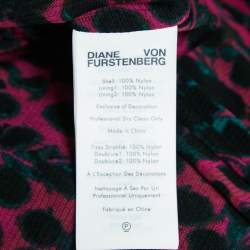 DIANE VON
FURSTENBERG
Shell: 100% Nylon
Lining1: 100% Nylon
Lining2: 100% Nylon
Exclusive of Decoration
Professional Dry Clean Only
Made in China
Tissu Stratifié: 100% Nylon
Doublure1: 100% Nylon
Doublure2: 100% Nylon
A L'Exception Des Décorations
Nettoyage À Sec Par Un
Professionnel Uniquement
Fabriqué en Chine
P